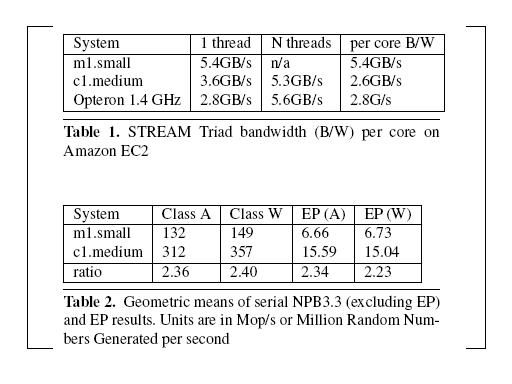 System 1 thread N threads per core B/W
m1.small 5.4GB/s n/a 5.4GB/s
c1.medium 3.6GB/s 5.3GB/s 2.6GB/s
Opteron 1.4 GHz 2.8GB/s 5.6GB/s 2.8G/s
Table 1. STREAM Triad bandwidth (B/W) per core on
Amazon EC2
System Class A Class W EP (A) EP (W)
m1.small 132 149 6.66 6.73
c1.medium 312 357 15.59 15.04
ratio 2.36 2.40 2.34 2.23
Table 2. Geometric means of serial NPB3.3 (excluding EP)
and EP results. Units are in Mop/s or Million Random Num-
bers Generated per second